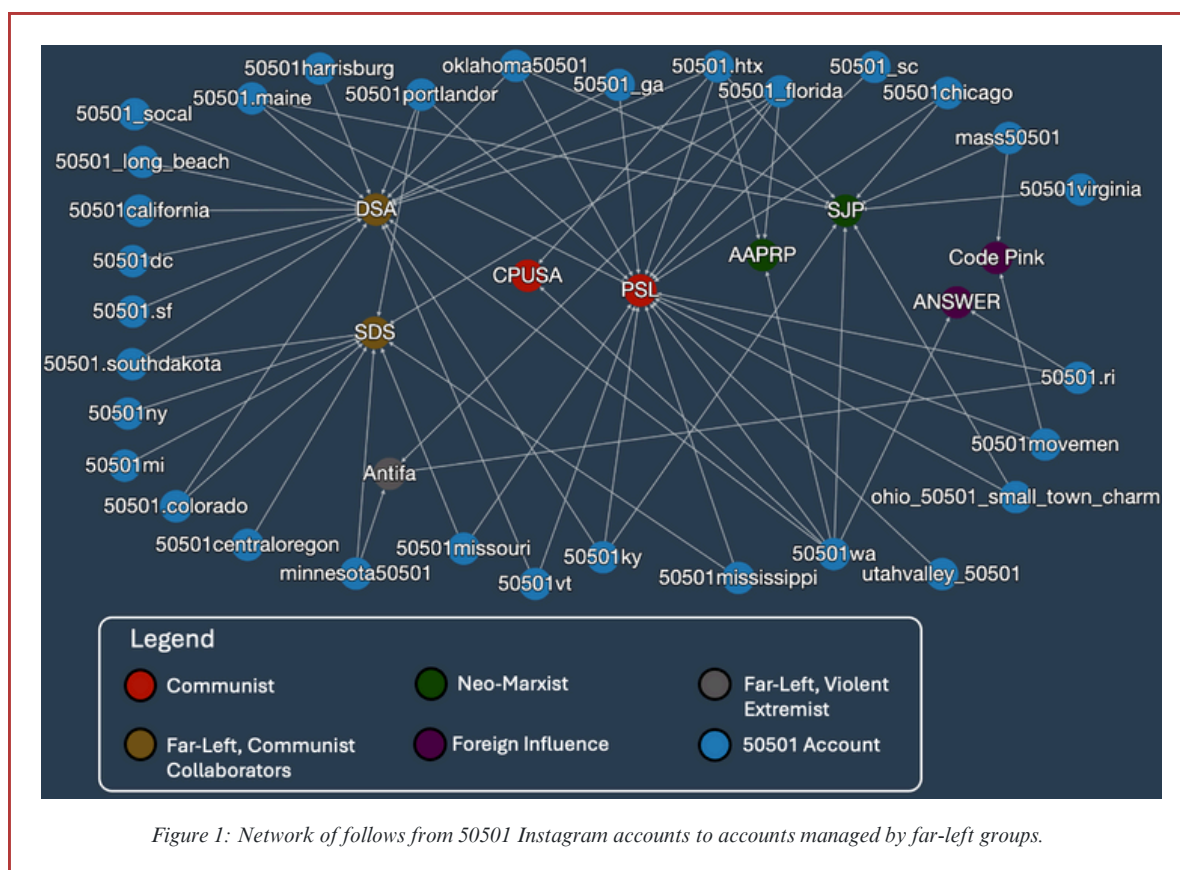 50501harrisburg
oklahoma50501
50501_ga
50501.htx
50501_sc
50501_socal
50501.maine
50501portlandor
50501_florida
50501chicago
mass50501
50501_long_beach
50501virginia
50501california
DSA
SJP
50501dc
CPUSA
PSL
AAPRP
Code Pink
50501.sf
SDS
ANSWER
50501.southdakota
50501.ri
50501ny
50501mi
Antifa
50501movemen
50501.colorado
ohio_50501_small_town_charm
50501centraloregon
minnesota50501
50501missouri
50501vt
50501ky
50501mississippi
50501wa
utahvalley_50501
Legend
Communist
Neo-Marxist
Far-Left, Violent
Extremist
Far-Left, Communist
Collaborators
Foreign Influence
50501 Account
Figure 1: Network of follows from 50501 Instagram accounts to accounts managed by far-left groups.